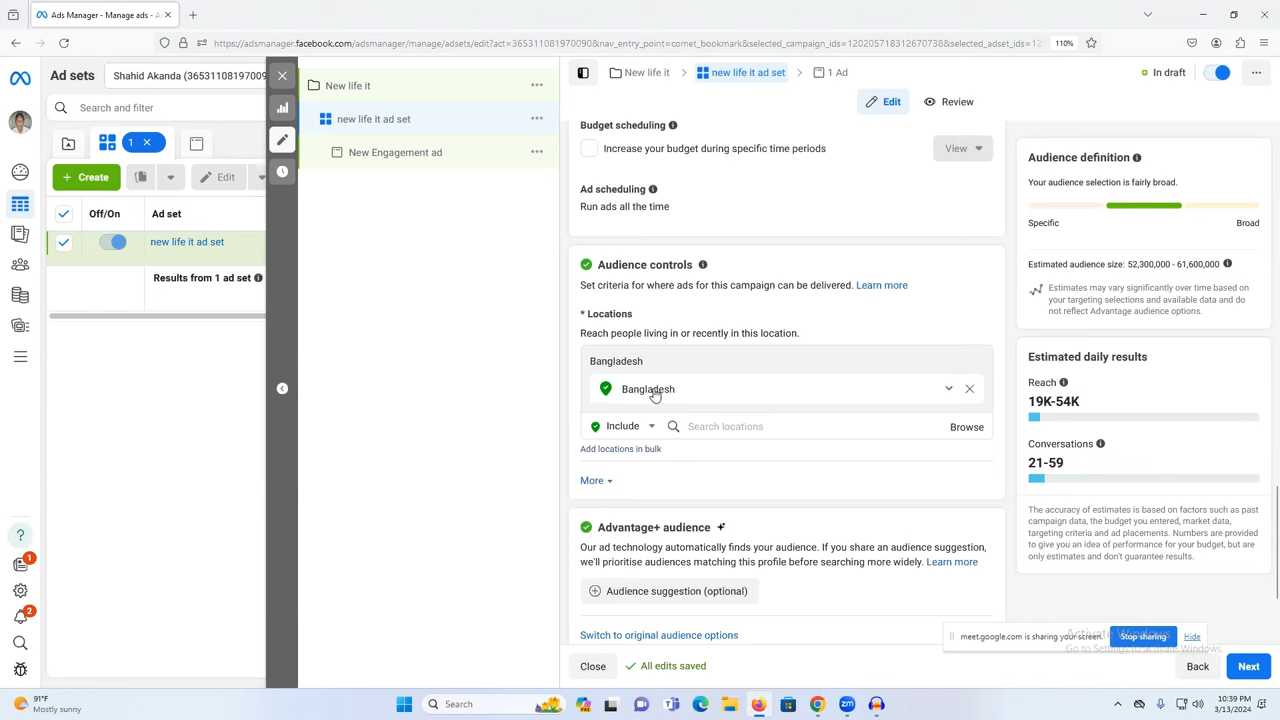 Ads Manager - Manage ads - A
https://adsmanager.facebook.com/adsmanager/manage/adsets/edit?act=365311081970090&nav_entry_point=comet_bookmark&selected_campaign_ids=120205718312670738&selected_adset_ids=12
110%
Ad sets
Shahid Akanda (36531108197009
Search and filter
1
+ Create
Edit
Off/On
Ad set
new life it ad set
Results from 1 ad set
New life it
new life it ad set
New Engagement ad
New life it
new life it ad set
1 Ad
In draft
Edit
Review
Budget scheduling
Increase your budget during specific time periods
View
Ad scheduling
Run ads all the time
Audience controls
Set criteria for where ads for this campaign can be delivered. Learn more
* Locations
Reach people living in or recently in this location.
Bangladesh
Bangladesh
Include
Search locations
Browse
Add locations in bulk
More
Advantage+ audience
Our ad technology automatically finds your audience. If you share an audience suggestion,
we'll prioritise audiences matching this profile before searching more widely. Learn more
Audience suggestion (optional)
Switch to original audience options
Close
All edits saved
Back
Next
Audience definition
Your audience selection is fairly broad.
Specific
Broad
Estimated audience size: 52,300,000 - 61,600,000
Estimates may vary significantly over time based on
your targeting selections and available data and do
not reflect Advantage audience options.
Estimated daily results
Reach
19K-54K
Conversations
21-59
The accuracy of estimates is based on factors such as past
campaign data, the budget you entered, market data,
targeting criteria and ad placements. Numbers are provided
to give you an idea of performance for your budget, but are
only estimates and don't guarantee results.
meet.google.com is sharing your screen.
Stop sharing
Hide
Activate Windows
Go to Settings to activate Windows.
1
2
91°F
Mostly sunny
Search
10:39 PM
3/13/2024